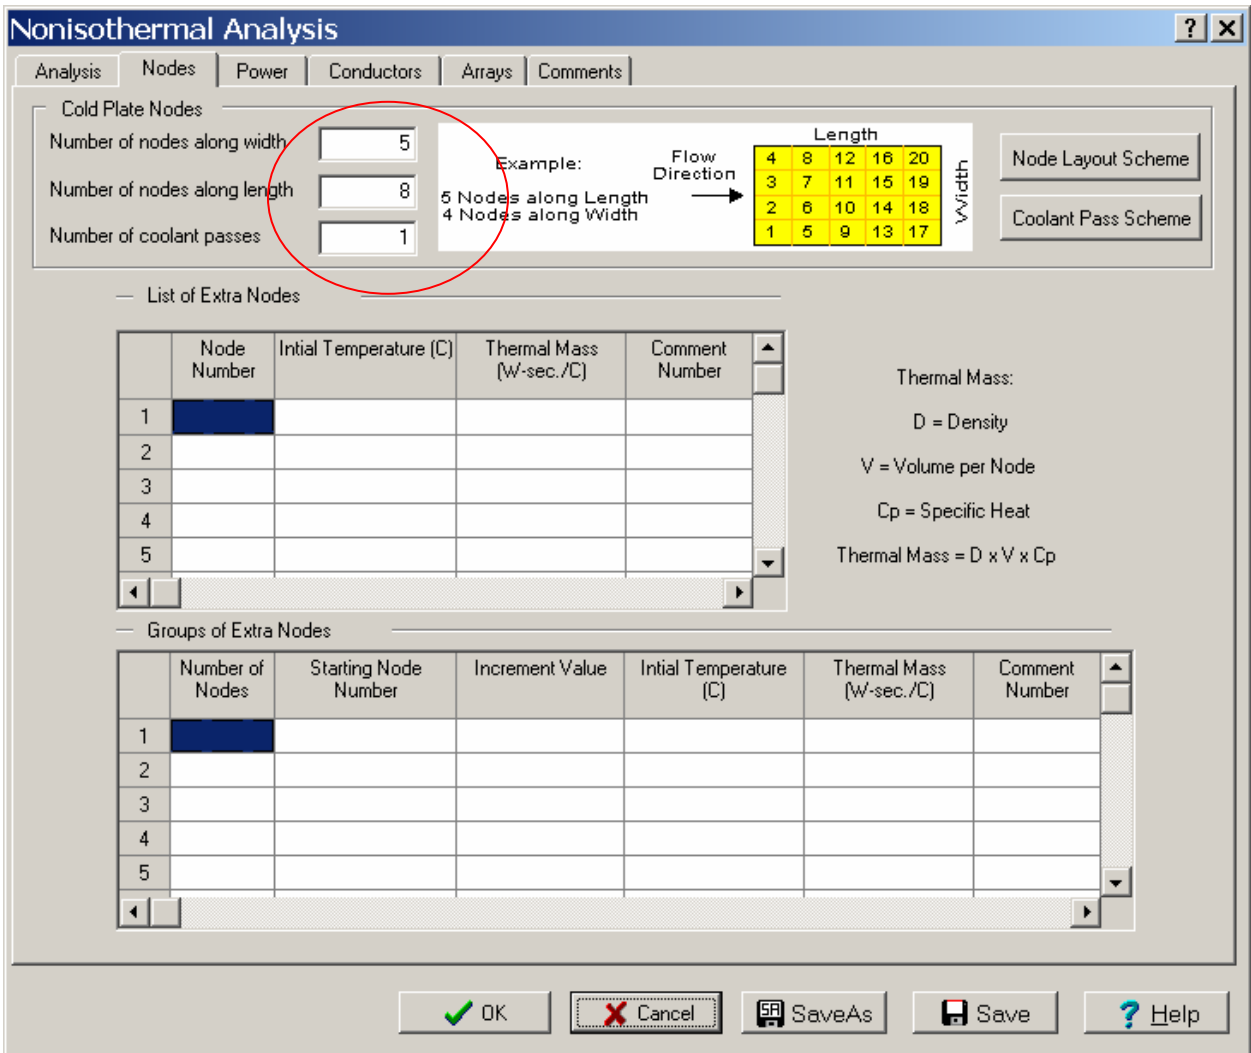 Nonisothermal Analysis
Analysis Nodes Power Conductors Arrays Comments
Cold Plate Nodes
Number of nodes along width 5
Number of nodes along length 8
Number of coolant passes 1
Example:
5 Nodes along Length
4 Nodes along Width
Flow
Direction
Length
4 8 12 16 20
3 7 11 15 19
2 6 10 14 18
1 5 9 13 17
Width
Node Layout Scheme
Coolant Pass Scheme
List of Extra Nodes
Node Number Intial Temperature (C) Thermal Mass (W-sec./C) Comment Number
1
2
3
4
5
Thermal Mass:
D = Density
V = Volume per Node
Cp = Specific Heat
Thermal Mass = D x V x Cp
Groups of Extra Nodes
Number of Nodes Starting Node Number Increment Value Intial Temperature (C) Thermal Mass (W-sec./C) Comment Number
1
2
3
4
5
OK Cancel SA SaveAs Save ? Help